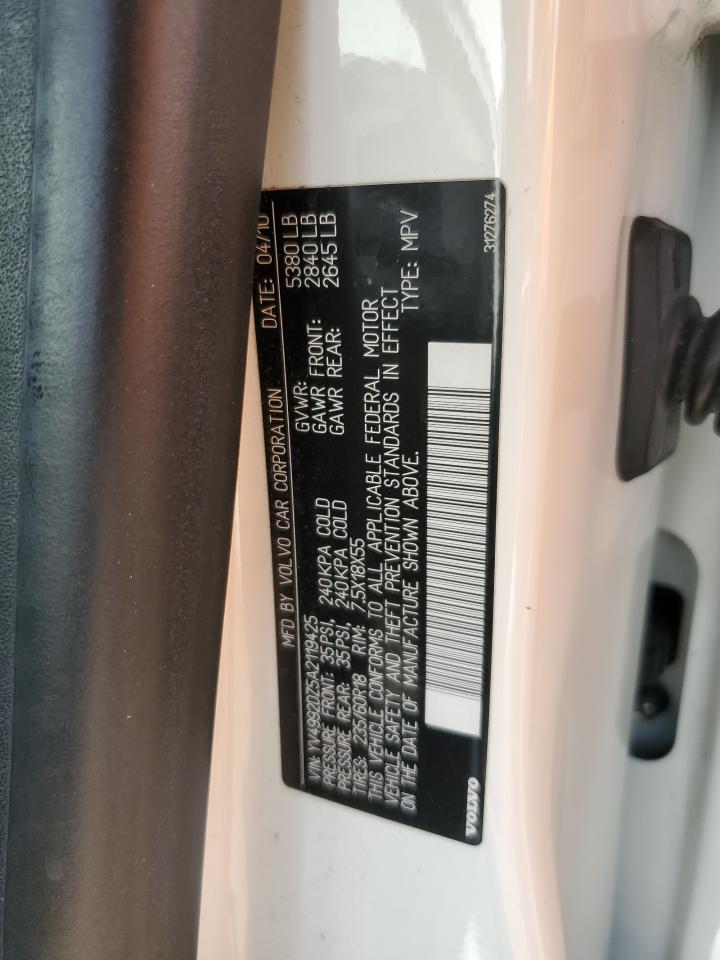 MFD BY VOLVO CAR CORPORATION DATE: 04/10
VIN: YV4992DZ5A2119425 GVWR: 5380 LB
PRESSURE FRONT: 35PSI, 240KPA COLD GAWR FRONT: 2840 LB
PRESSURE REAR: 35PSI, 240KPA COLD GAWR REAR: 2645 LB
TIRES: 235/60R18 RIM: 7.5X18X55
THIS VEHICLE CONFORMS TO ALL APPLICABLE FEDERAL MOTOR
VEHICLE SAFETY AND THEFT PREVENTION STANDARDS IN EFFECT
ON THE DATE OF MANUFACTURE SHOWN ABOVE. TYPE: MPV
VOLVO 31276274